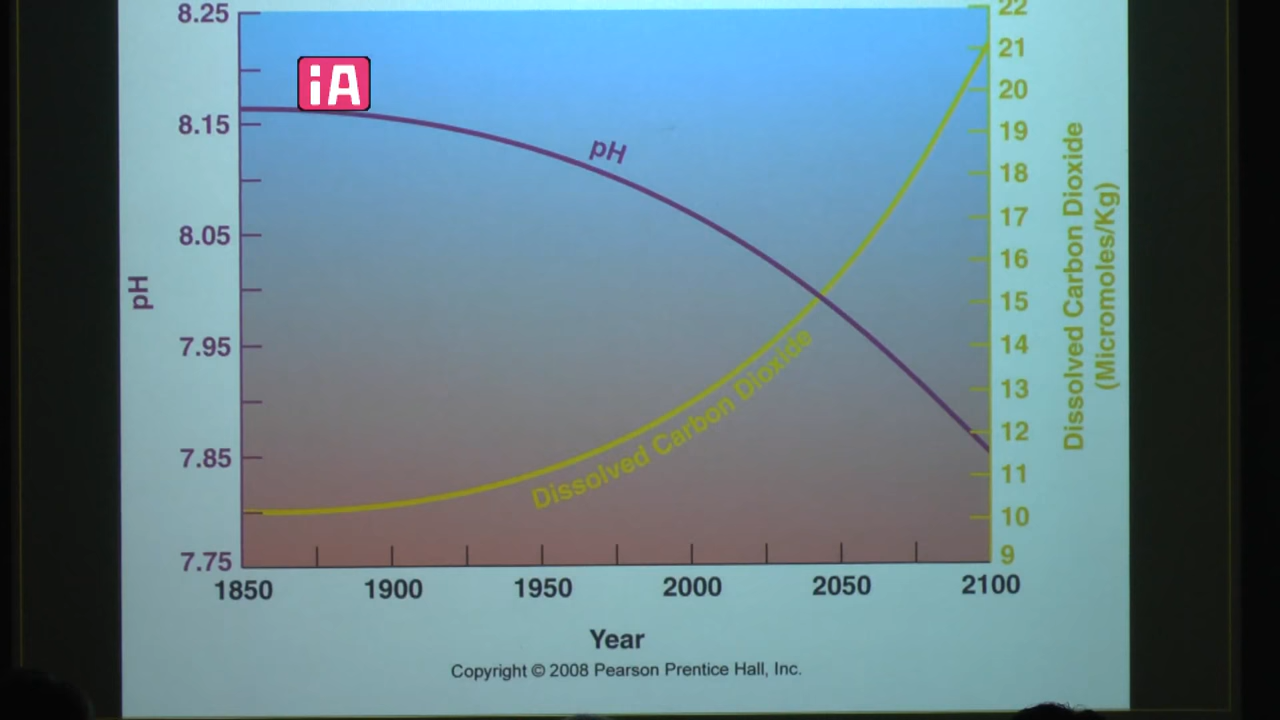 8.25
8.15
8.05
7.95
7.85
7.75
pH
iA
pH
Dissolved Carbon Dioxide
22
21
20
19
18
17
16
15
14
13
12
11
10
9
Dissolved Carbon Dioxide
(Micromoles/Kg)
1850 1900 1950 2000 2050 2100
Year
Copyright © 2008 Pearson Prentice Hall, Inc.